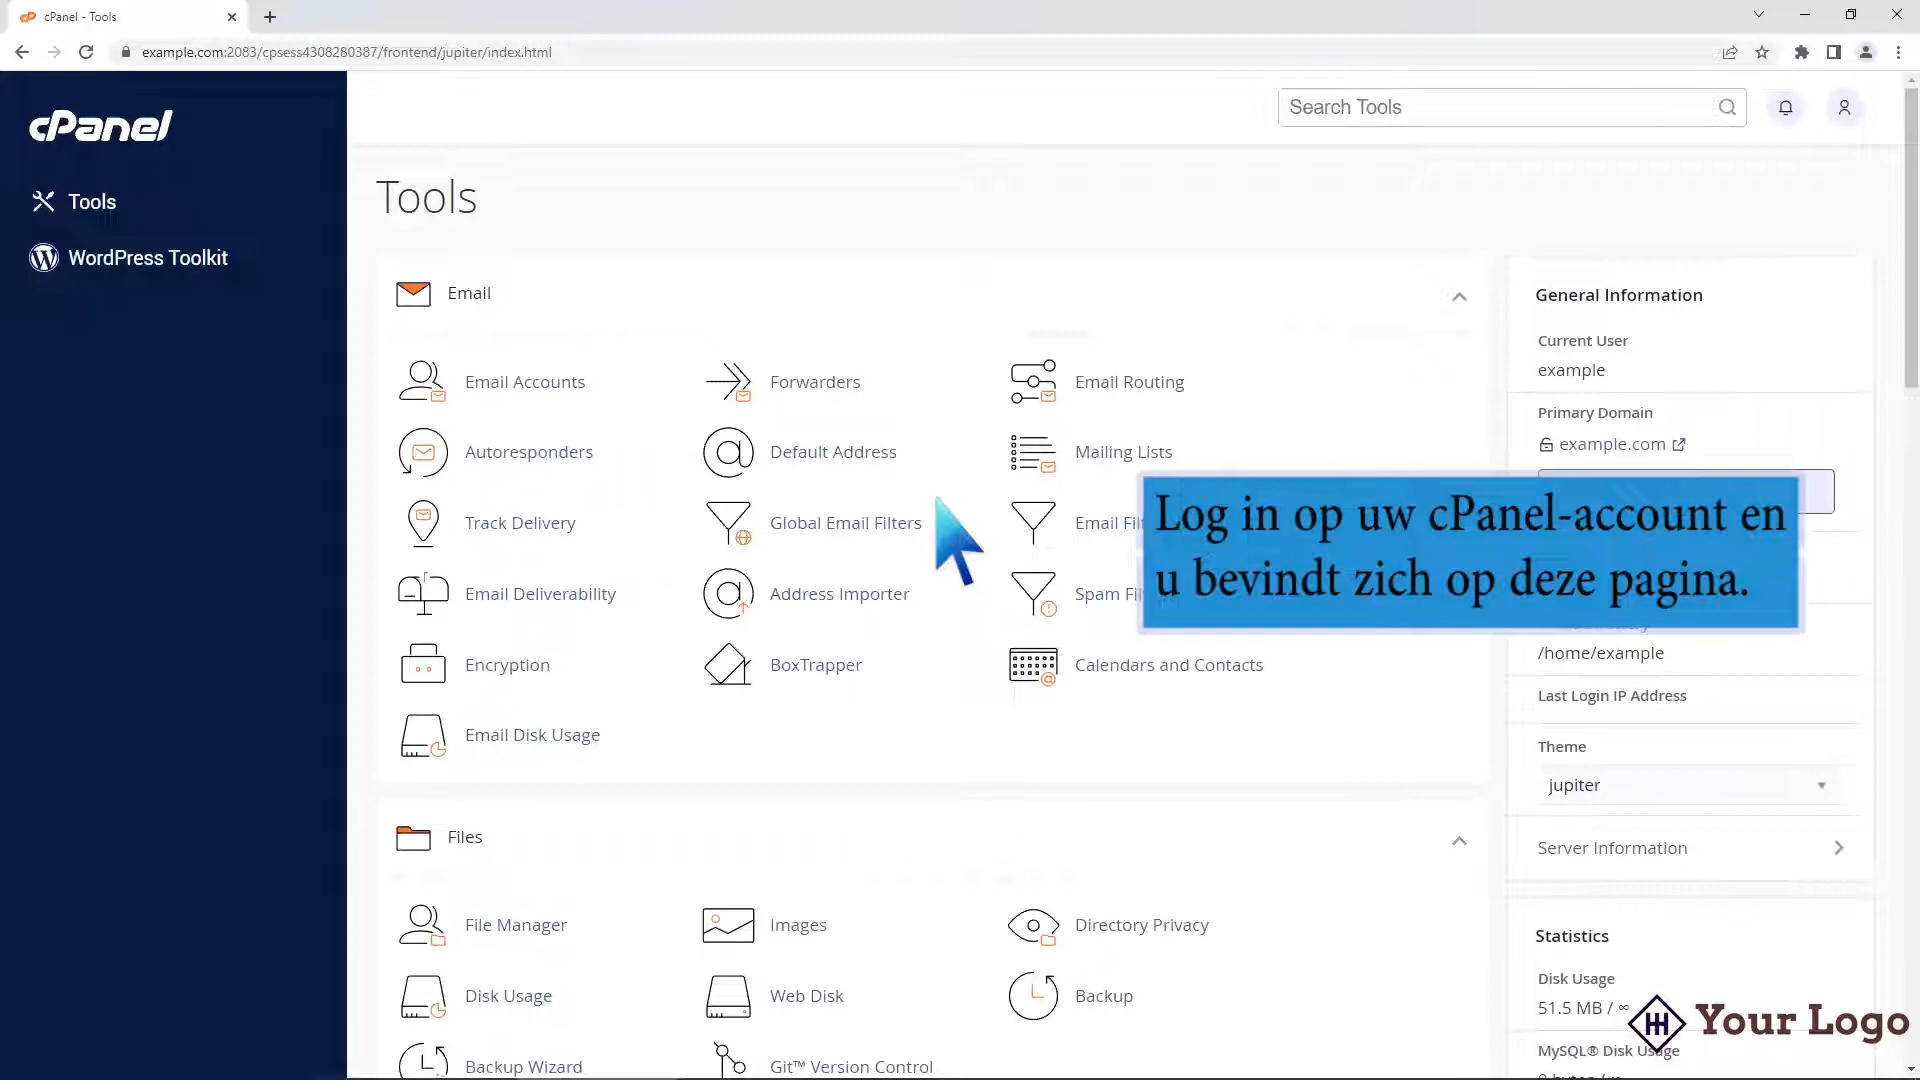 cPanel - Tools
example.com:2083/cpsess4308280387/frontend/jupiter/index.html
cPanel
Search Tools
Tools
WordPress Toolkit
Tools
Email
Email Accounts
Forwarders
Email Routing
Autoresponders
Default Address
Mailing Lists
Track Delivery
Global Email Filters
Email Fil
Email Deliverability
Address Importer
Spam Fi
Encryption
BoxTrapper
Calendars and Contacts
Email Disk Usage
Files
File Manager
Images
Directory Privacy
Disk Usage
Web Disk
Backup
Backup Wizard
Git™ Version Control
General Information
Current User
example
Primary Domain
example.com
Log in op uw cPanel-account en
u bevindt zich op deze pagina.
/home/example
Last Login IP Address
Theme
jupiter
Server Information
Statistics
Disk Usage
51.5 MB / ∞
MySQL® Disk Usage
Your Logo